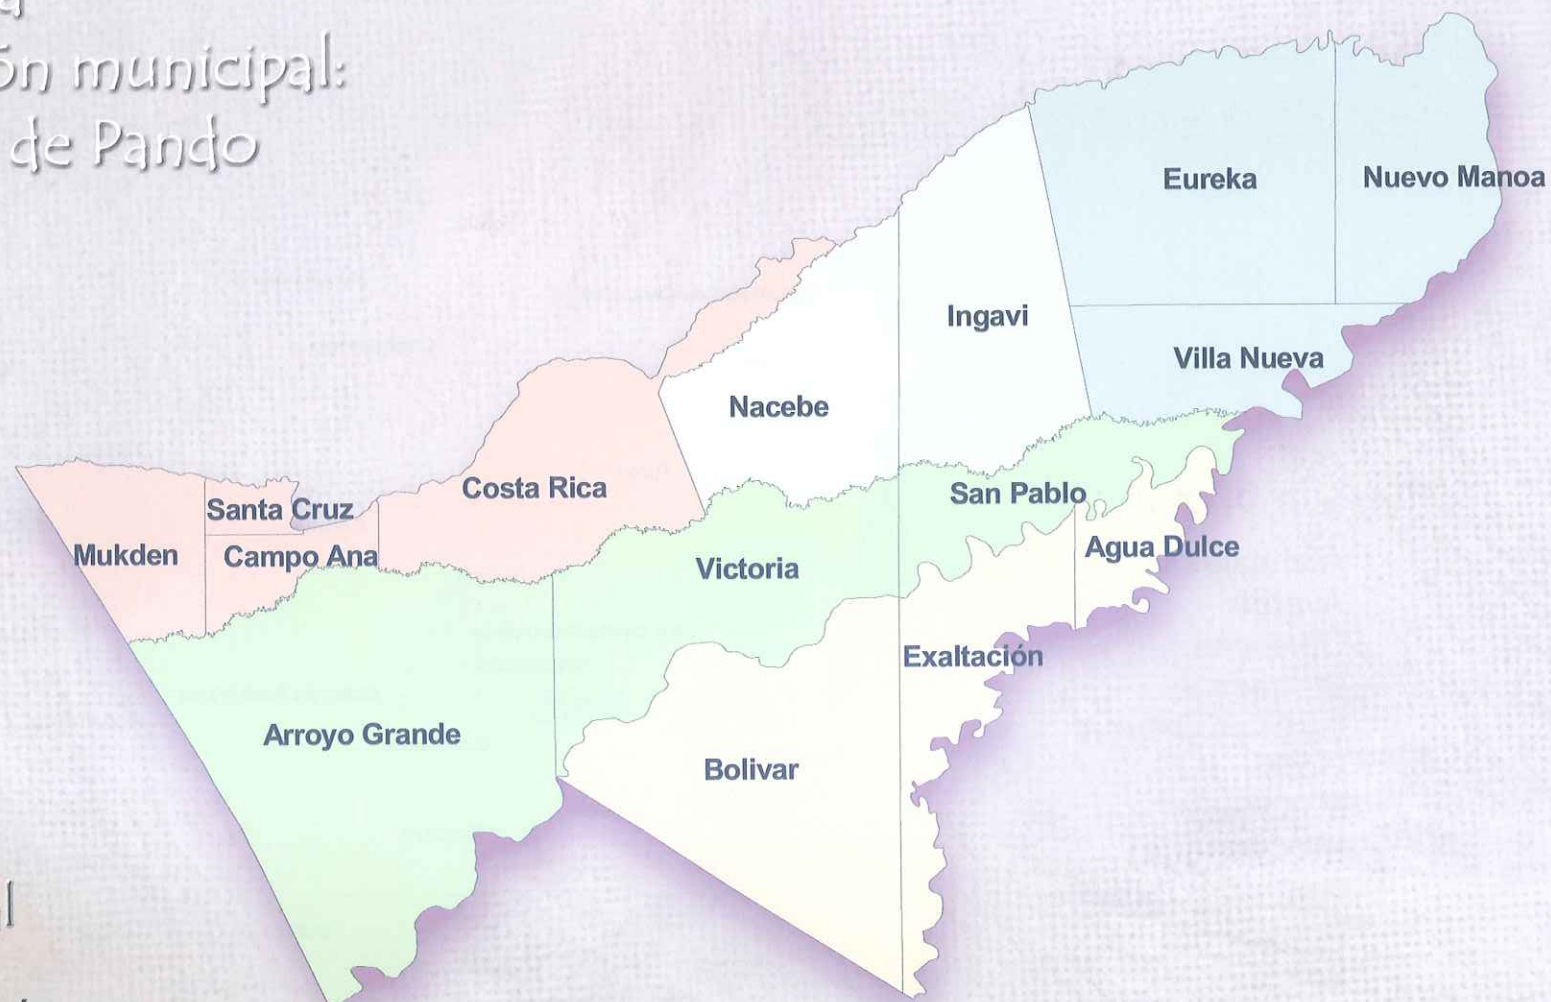 ón municipal:
de Pando
Eureka
Nuevo Manoa
Ingavi
Villa Nueva
Nacebe
Costa Rica
San Pablo
Santa Cruz
Mukden
Campo Ana
Victoria
Agua Dulce
Exaltación
Arroyo Grande
Bolivar